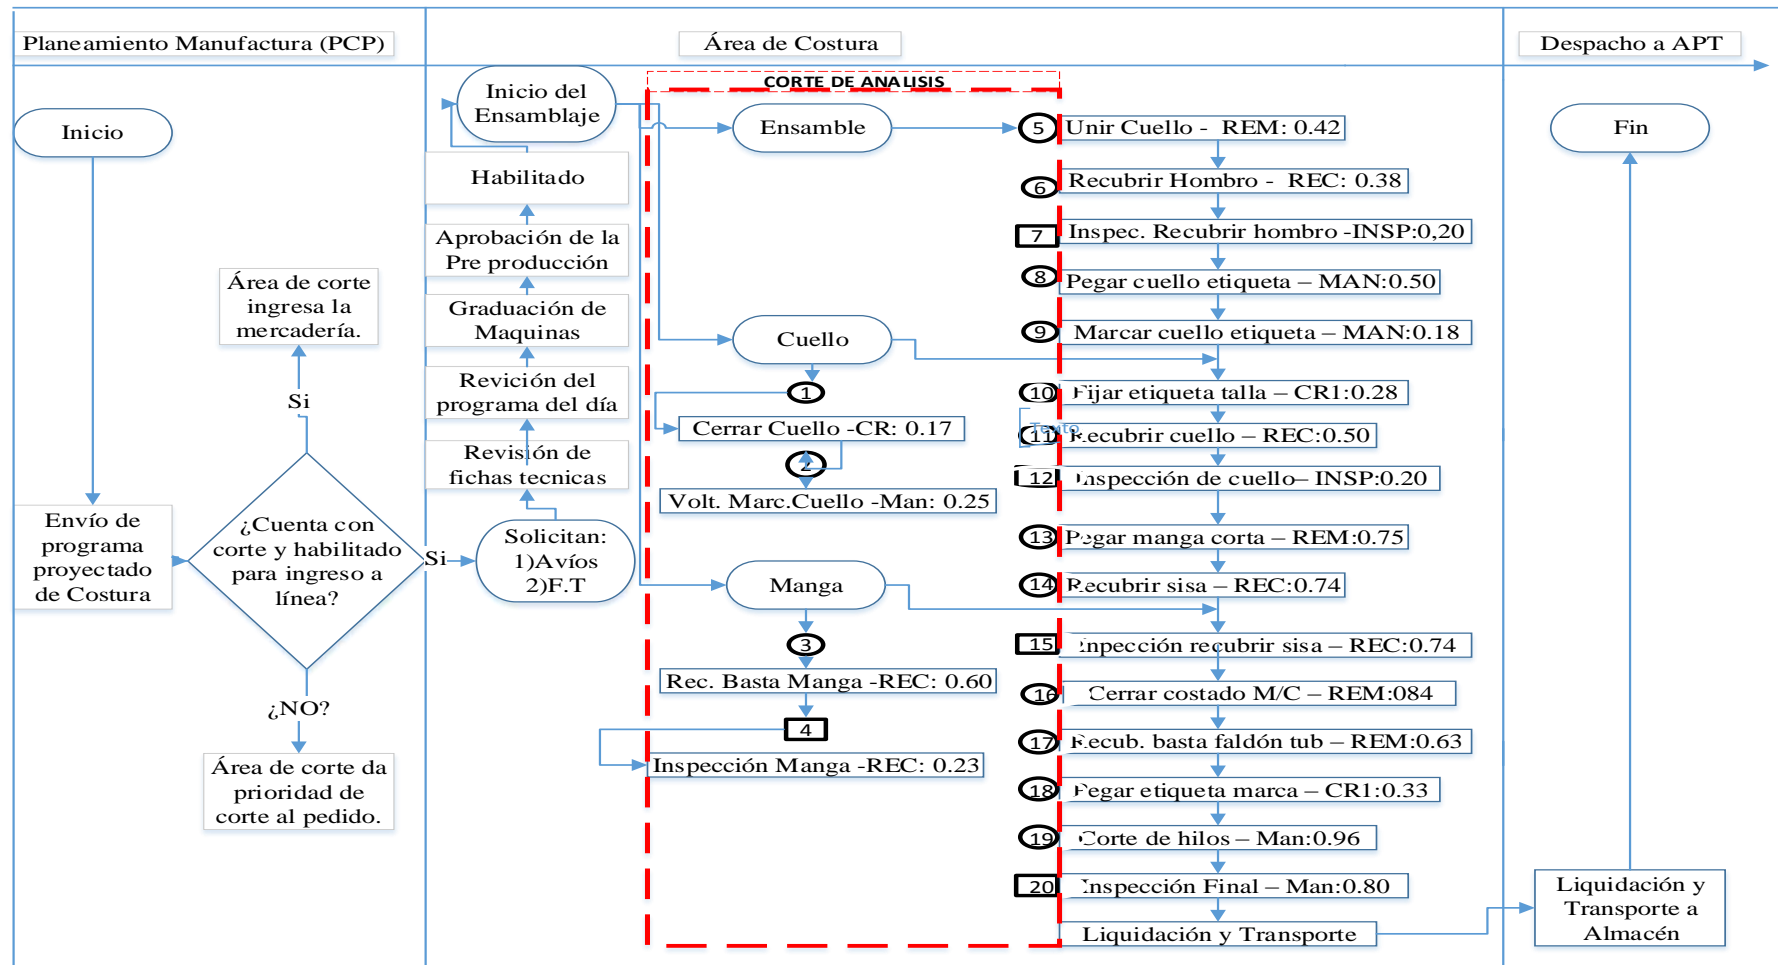 Planeamiento Manufactura (PCP)
Área de Costura
Despacho a APT
CORTE DE ANALISIS
Inicio
Envío de
programa
proyectado
de Costura
¿Cuenta con
corte y habilitado
para ingreso a
línea?
Si
Área de corte
ingresa la
mercadería.
¿NO?
Área de corte da
prioridad de
corte al pedido.
Si
Solicitan:
1)Avíos
2)F.T
Revisión de
fichas tecnicas
Revición del
programa del día
Graduación de
Maquinas
Aprobación de la
Pre producción
Habilitado
Inicio del
Ensamblaje
Ensamble
Cuello
1
Cerrar Cuello -CR: 0.17
2
Volt. Marc.Cuello -Man: 0.25
Manga
3
Rec. Basta Manga -REC: 0.60
4
Inspección Manga -REC: 0.23
5 Unir Cuello - REM: 0.42
6 Recubrir Hombro - REC: 0.38
7 Inspec. Recubrir hombro -INSP:0,20
8 Pegar cuello etiqueta – MAN:0.50
9 Marcar cuello etiqueta – MAN:0.18
10 Fijar etiqueta talla – CR1:0.28
Texto
11 Recubrir cuello – REC:0.50
12 Inspección de cuello– INSP:0.20
13 Pegar manga corta – REM:0.75
14 Recubrir sisa – REC:0.74
15 Inpección recubrir sisa – REC:0.74
16 Cerrar costado M/C – REM:084
17 Recub. basta faldón tub – REM:0.63
18 Pegar etiqueta marca – CR1:0.33
19 Corte de hilos – Man:0.96
20 Inspección Final – Man:0.80
Liquidación y Transporte
Liquidación y
Transporte a
Almacén
Fin